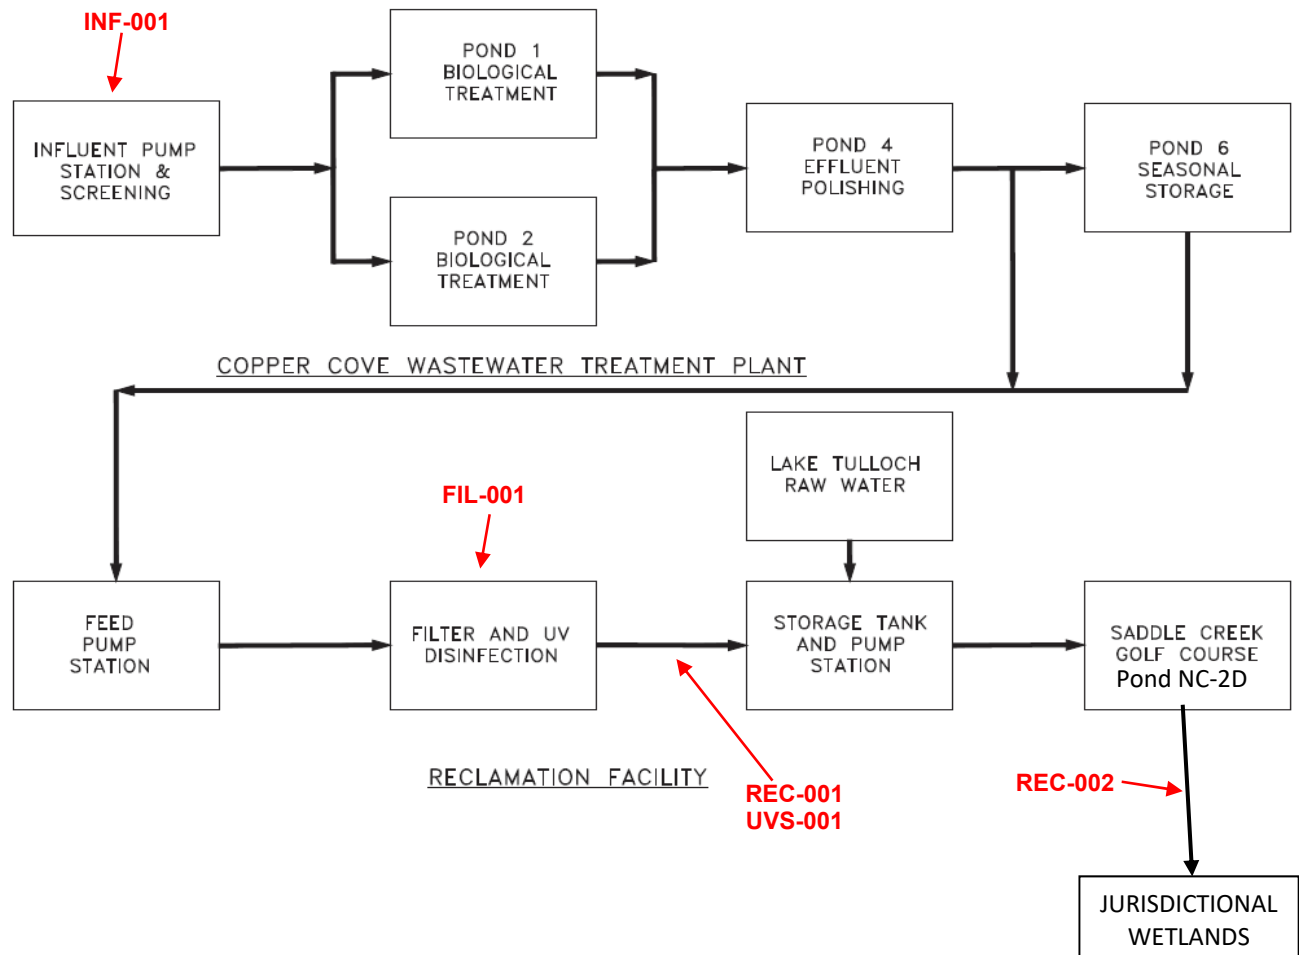 INF-001
INFLUENT PUMP
STATION &
SCREENING
POND 1
BIOLOGICAL
TREATMENT
POND 2
BIOLOGICAL
TREATMENT
POND 4
EFFLUENT
POLISHING
POND 6
SEASONAL
STORAGE
COPPER COVE WASTEWATER TREATMENT PLANT
LAKE TULLOCH
RAW WATER
FIL-001
FEED
PUMP
STATION
FILTER AND UV
DISINFECTION
STORAGE TANK
AND PUMP
STATION
SADDLE CREEK
GOLF COURSE
Pond NC-2D
RECLAMATION FACILITY
REC-001
UVS-001
REC-002
JURISDICTIONAL
WETLANDS